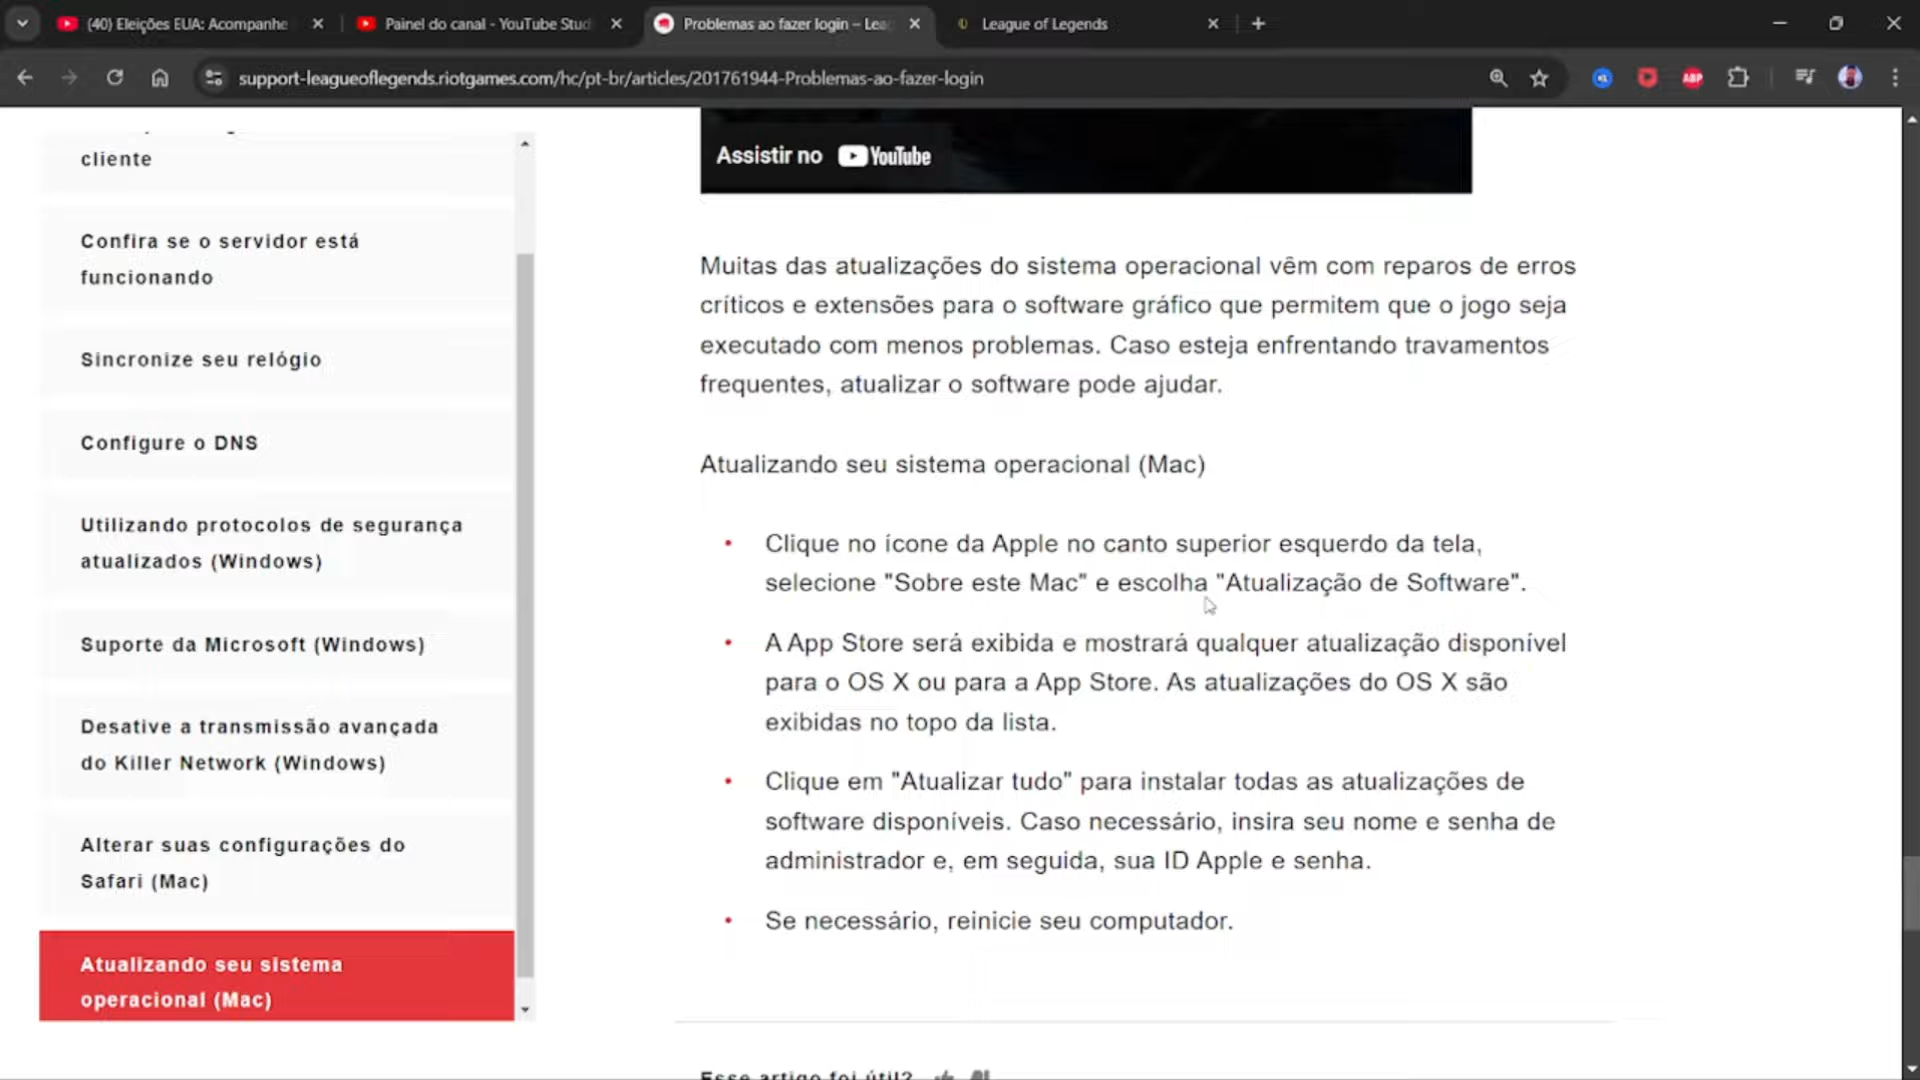 (40) Eleições EUA: Acompanhe
Painel do canal - YouTube Stud
Problemas ao fazer login – Lea
League of Legends
support-leagueoflegends.riotgames.com/hc/pt-br/articles/201761944-Problemas-ao-fazer-login
ABP
cliente
Confira se o servidor está
funcionando
Sincronize seu relógio
Configure o DNS
Utilizando protocolos de segurança
atualizados (Windows)
Suporte da Microsoft (Windows)
Desative a transmissão avançada
do Killer Network (Windows)
Alterar suas configurações do
Safari (Mac)
Atualizando seu sistema
operacional (Mac)
Assistir no YouTube
Muitas das atualizações do sistema operacional vêm com reparos de erros
críticos e extensões para o software gráfico que permitem que o jogo seja
executado com menos problemas. Caso esteja enfrentando travamentos
frequentes, atualizar o software pode ajudar.
Atualizando seu sistema operacional (Mac)
• Clique no ícone da Apple no canto superior esquerdo da tela,
selecione "Sobre este Mac" e escolha "Atualização de Software".
• A App Store será exibida e mostrará qualquer atualização disponível
para o OS X ou para a App Store. As atualizações do OS X são
exibidas no topo da lista.
• Clique em "Atualizar tudo" para instalar todas as atualizações de
software disponíveis. Caso necessário, insira seu nome e senha de
administrador e, em seguida, sua ID Apple e senha.
• Se necessário, reinicie seu computador.
Esse artigo foi útil?